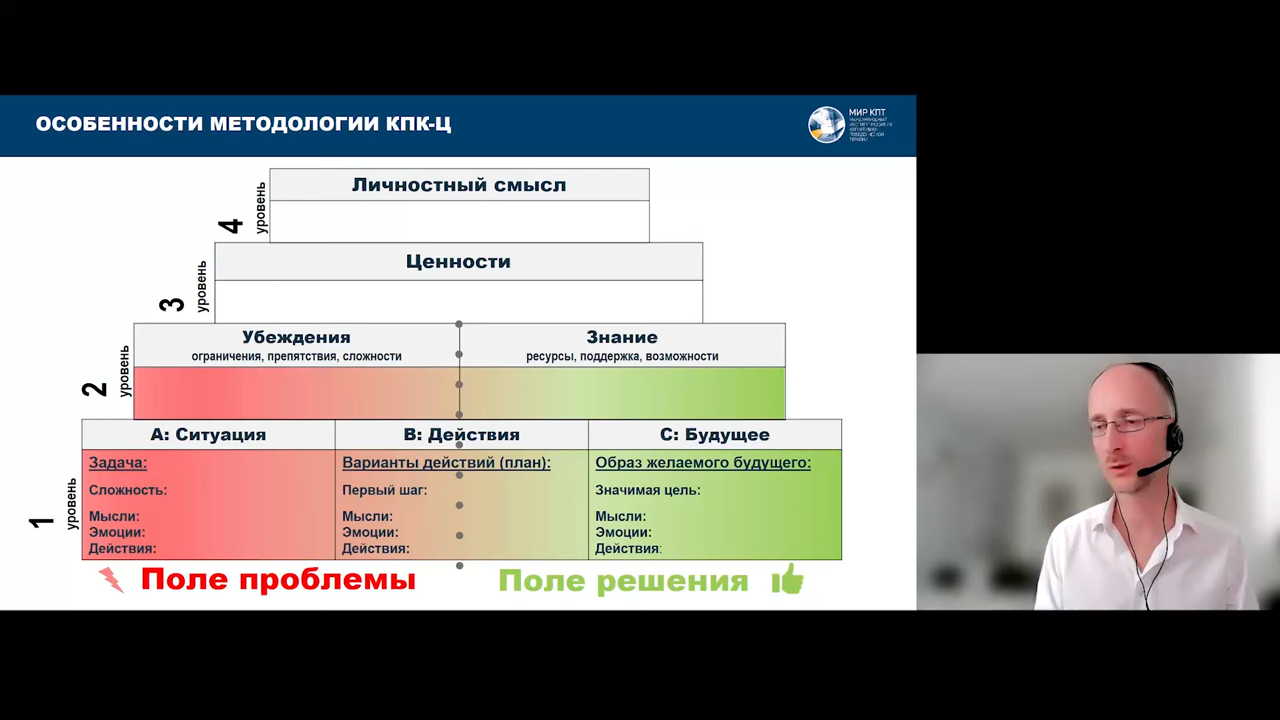 ОСОБЕННОСТИ МЕТОДОЛОГИИ КПК-Ц
МИР КПТ
Личностный смысл
4 уровень
Ценности
3 уровень
Убеждения
ограничения, препятствия, сложности
Знание
ресурсы, поддержка, возможности
2 уровень
А: Ситуация
В: Действия
С: Будущее
Задача:
Сложность:
Мысли:
Эмоции:
Действия:
Варианты действий (план):
Первый шаг:
Мысли:
Эмоции:
Действия:
Образ желаемого будущего:
Значимая цель:
Мысли:
Эмоции:
Действия:
1 уровень
Поле проблемы
Поле решения